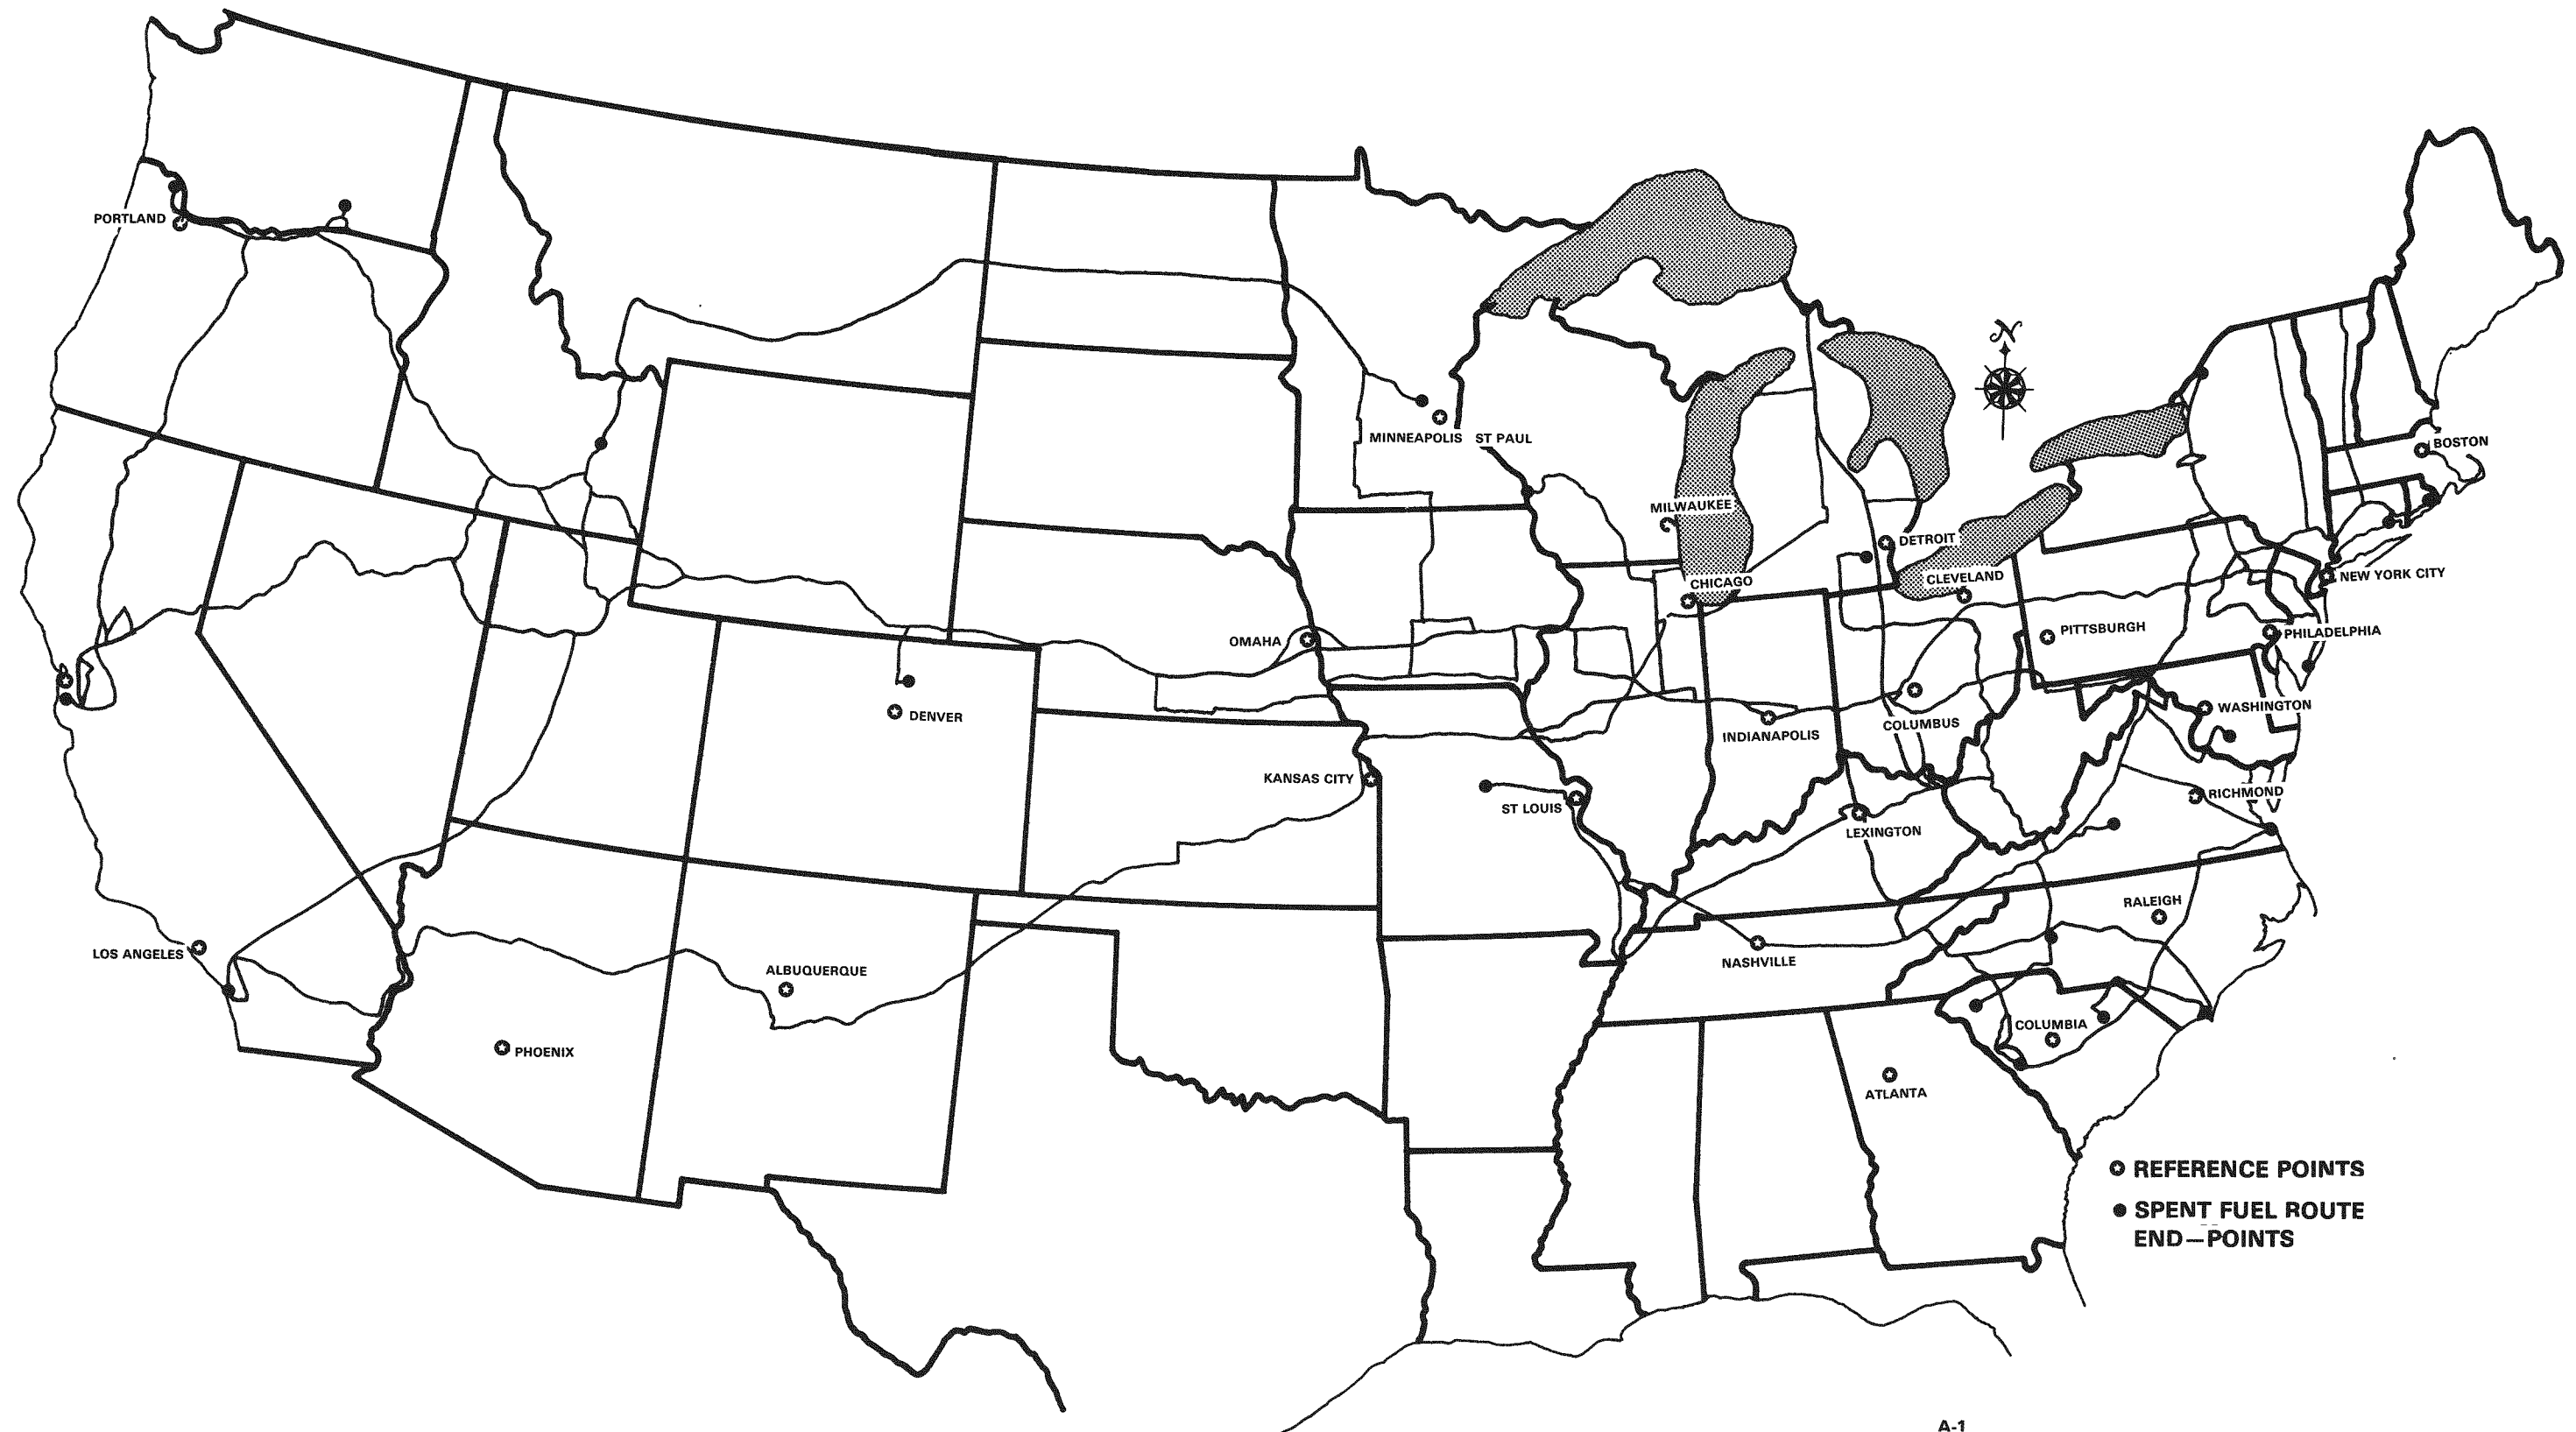 N
PORTLAND
MINNEAPOLIS ST PAUL
BOSTON
MILWAUKEE
DETROIT
CHICAGO
CLEVELAND
NEW YORK CITY
OMAHA
PITTSBURGH
PHILADELPHIA
DENVER
INDIANAPOLIS
COLUMBUS
WASHINGTON
KANSAS CITY
ST LOUIS
LEXINGTON
RICHMOND
RALEIGH
LOS ANGELES
ALBUQUERQUE
NASHVILLE
PHOENIX
COLUMBIA
ATLANTA
REFERENCE POINTS
SPENT FUEL ROUTE
END—POINTS
A-1